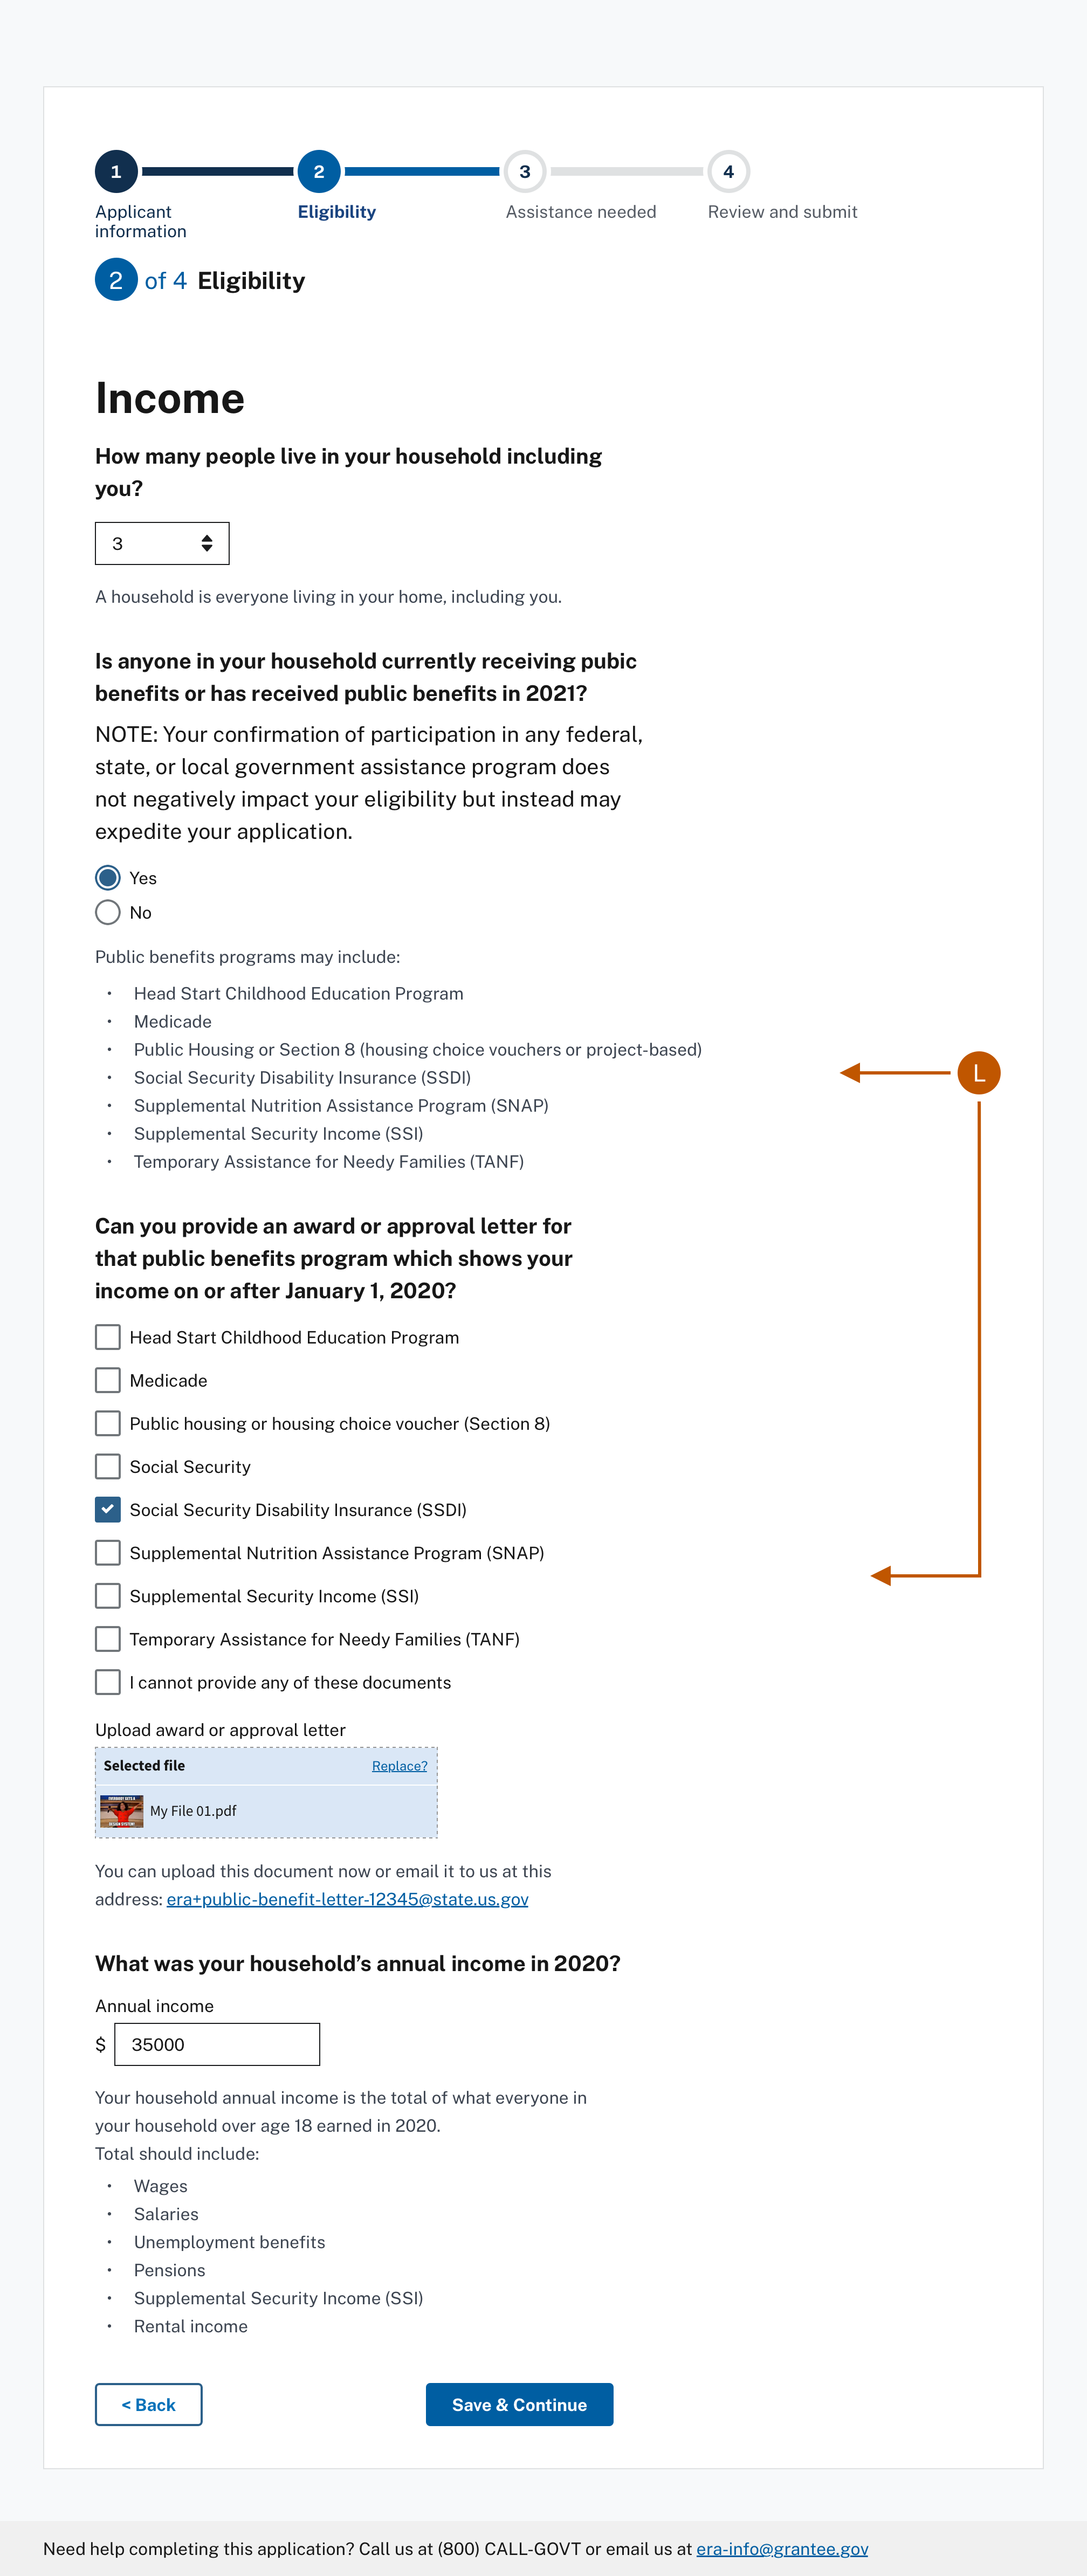 1
2
3
4
Applicant
information
Eligibility
Assistance needed
Review and submit
2 of 4 Eligibility
Income
How many people live in your household including
you?
3
A household is everyone living in your home, including you.
Is anyone in your household currently receiving pubic
benefits or has received public benefits in 2021?
NOTE: Your confirmation of participation in any federal,
state, or local government assistance program does
not negatively impact your eligibility but instead may
expedite your application.
Yes
No
Public benefits programs may include:
• Head Start Childhood Education Program
• Medicade
• Public Housing or Section 8 (housing choice vouchers or project-based)
L
• Social Security Disability Insurance (SSDI)
• Supplemental Nutrition Assistance Program (SNAP)
• Supplemental Security Income (SSI)
• Temporary Assistance for Needy Families (TANF)
Can you provide an award or approval letter for
that public benefits program which shows your
income on or after January 1, 2020?
Head Start Childhood Education Program
Medicade
Public housing or housing choice voucher (Section 8)
Social Security
Social Security Disability Insurance (SSDI)
Supplemental Nutrition Assistance Program (SNAP)
Supplemental Security Income (SSI)
Temporary Assistance for Needy Families (TANF)
I cannot provide any of these documents
Upload award or approval letter
Selected file Replace?
My File 01.pdf
You can upload this document now or email it to us at this
address: era+public-benefit-letter-12345@state.us.gov
What was your household’s annual income in 2020?
Annual income
$ 35000
Your household annual income is the total of what everyone in
your household over age 18 earned in 2020.
Total should include:
• Wages
• Salaries
• Unemployment benefits
• Pensions
• Supplemental Security Income (SSI)
• Rental income
< Back
Save & Continue
Need help completing this application? Call us at (800) CALL-GOVT or email us at era-info@grantee.gov